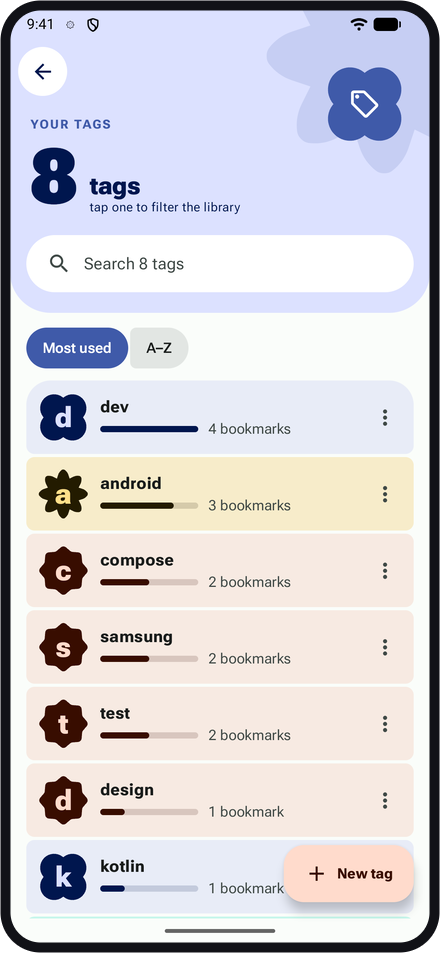 9:41
YOUR TAGS
8 tags
tap one to filter the library
Search 8 tags
Most used
A–Z
d
dev
4 bookmarks
a
android
3 bookmarks
c
compose
2 bookmarks
s
samsung
2 bookmarks
t
test
2 bookmarks
d
design
1 bookmark
k
kotlin
1 bookmark
New tag